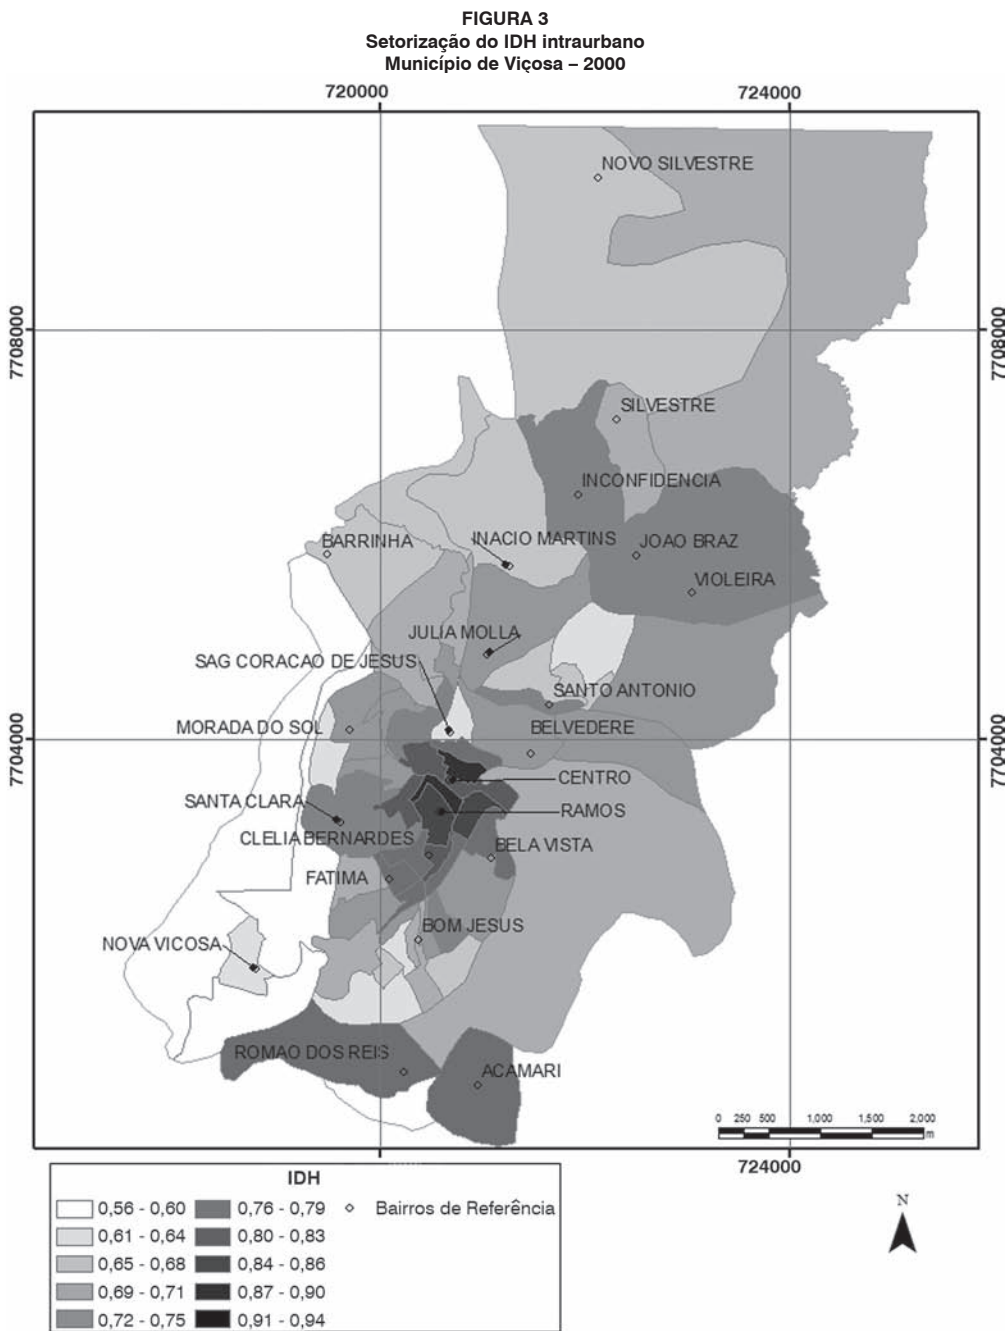 FIGURA 3
Setorização do IDH intraurbano
Município de Viçosa – 2000
720000
724000
NOVO SILVESTRE
7708000
7708000
SILVESTRE
INCONFIDENCIA
BARRINHA
INACIO MARTINS
JOAO BRAZ
VIOLEIRA
JULIA MOLLA
SAG CORACAO DE JESUS
SANTO ANTONIO
MORADA DO SOL
BELVEDERE
7704000
7704000
CENTRO
SANTA CLARA
RAMOS
CLELIA BERNARDES
BELA VISTA
FATIMA
BOM JESUS
NOVA VICOSA
ROMAO DOS REIS
ACAMARI
0 250 500 1,000 1,500 2,000
m
724000
IDH
0,56 - 0,60 0,76 - 0,79 Bairros de Referência
0,61 - 0,64 0,80 - 0,83
0,65 - 0,68 0,84 - 0,86
0,69 - 0,71 0,87 - 0,90
0,72 - 0,75 0,91 - 0,94
N